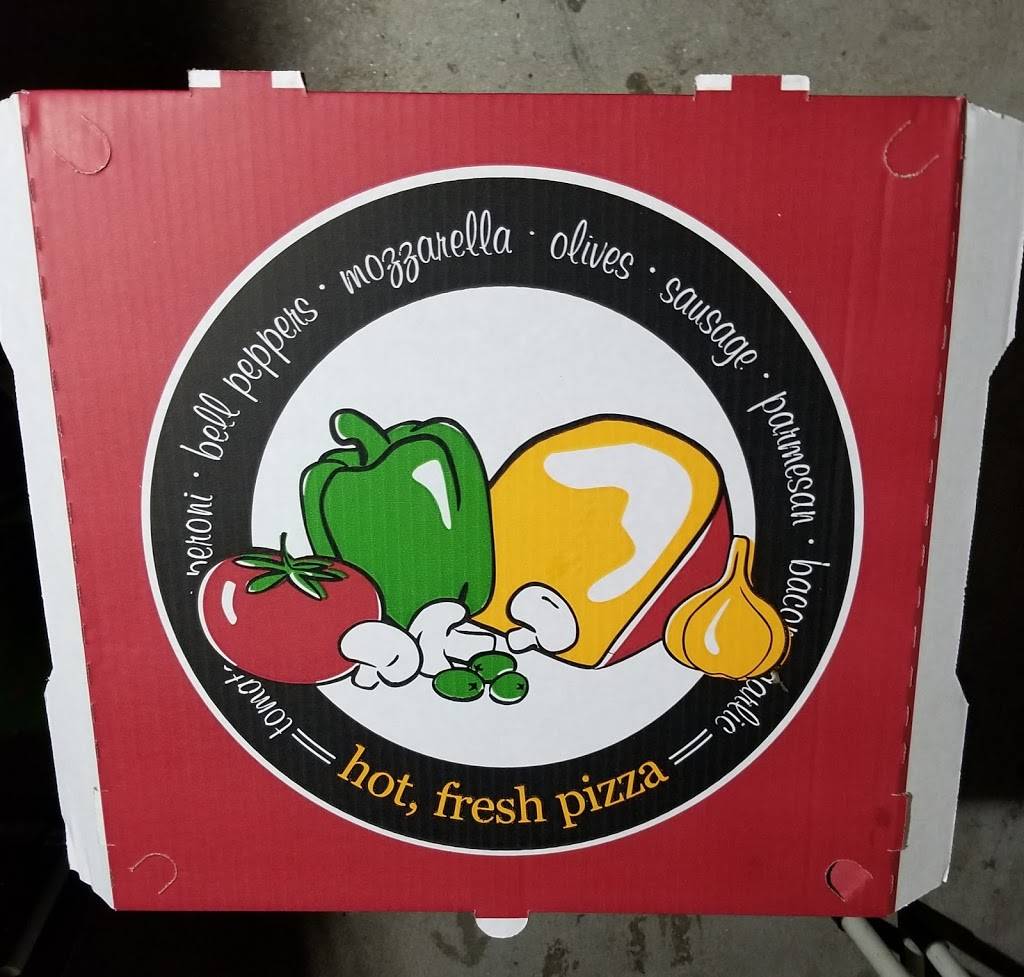 bell peppers · mozzarella · olives · sausage · parmesan ·
hot, fresh pizza